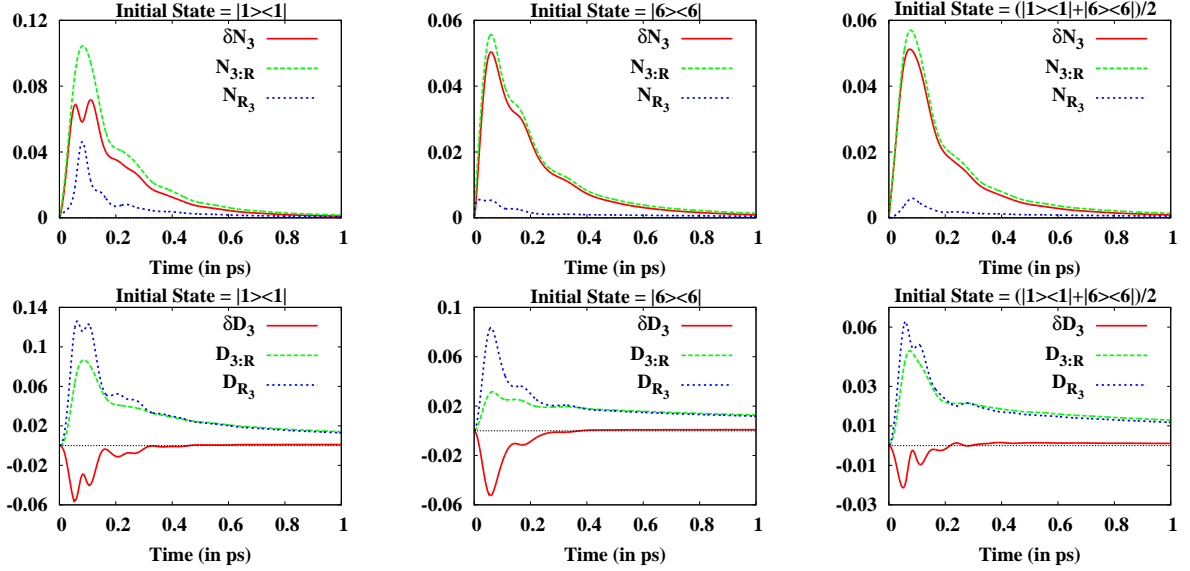 Initial State = |1><1|
0.12
0.08
0.04
0
δN3
N3:R
NR3
0 0.2 0.4 0.6 0.8 1
Time (in ps)
Initial State = |6><6|
0.06
0.04
0.02
0
δN3
N3:R
NR3
0 0.2 0.4 0.6 0.8 1
Time (in ps)
Initial State = (|1><1|+|6><6|)/2
0.06
0.04
0.02
0
δN3
N3:R
NR3
0 0.2 0.4 0.6 0.8 1
Time (in ps)
Initial State = |1><1|
0.14
0.1
0.06
0.02
-0.02
-0.06
δD3
D3:R
DR3
0 0.2 0.4 0.6 0.8 1
Time (in ps)
Initial State = |6><6|
0.1
0.06
0.02
-0.02
-0.06
δD3
D3:R
DR3
0 0.2 0.4 0.6 0.8 1
Time (in ps)
Initial State = (|1><1|+|6><6|)/2
0.06
0.03
0.01
-0.01
-0.03
δD3
D3:R
DR3
0 0.2 0.4 0.6 0.8 1
Time (in ps)